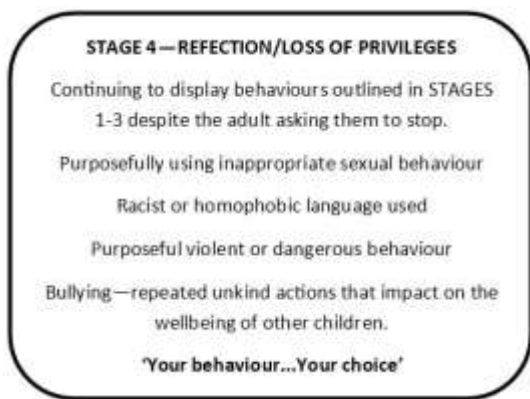 STAGE 4—REFECTION/LOSS OF PRIVILEGES
Continuing to display behaviours outlined in STAGES
1-3 despite the adult asking them to stop.
Purposefully using inappropriate sexual behaviour
Racist or homophobic language used
Purposeful violent or dangerous behaviour
Bullying—repeated unkind actions that impact on the
wellbeing of other children.
‘Your behaviour...Your choice’